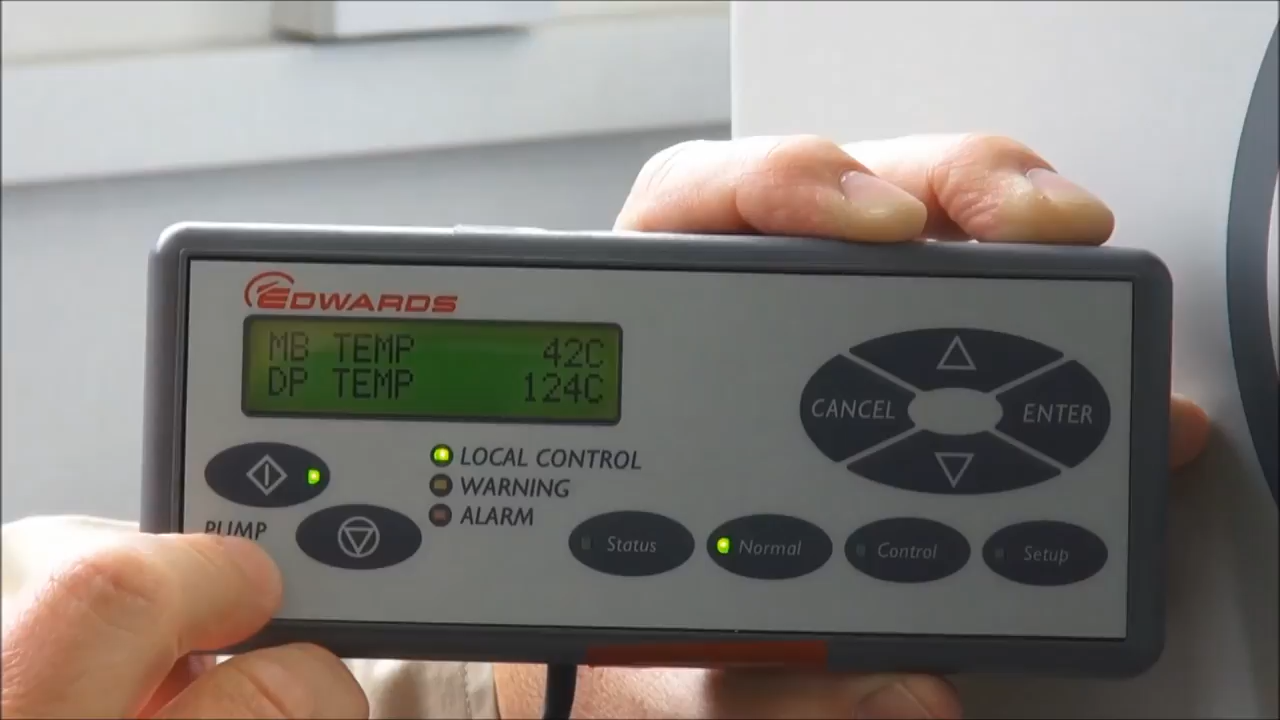 EDWARDS
MB TEMP 42C
DP TEMP 124C
LOCAL CONTROL
WARNING
ALARM
PUMP
CANCEL
ENTER
Status
Normal
Control
Setup